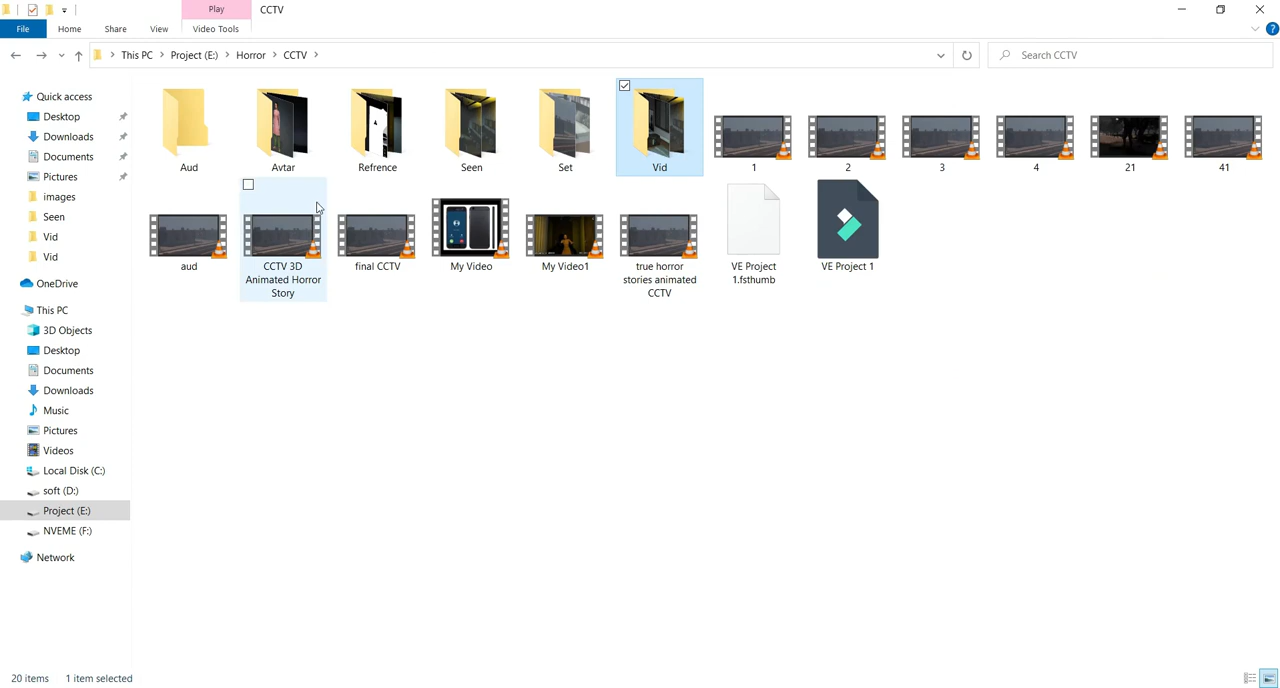 Play
CCTV
File
Home
Share
View
Video Tools
This PC
Project (E:)
Horror
CCTV
Search CCTV
Quick access
Desktop
Downloads
Documents
Pictures
images
Seen
Vid
Vid
OneDrive
This PC
3D Objects
Desktop
Documents
Downloads
Music
Pictures
Videos
Local Disk (C:)
soft (D:)
Project (E:)
NVEME (F:)
Network
Aud
Avtar
Refrence
Seen
Set
Vid
1
2
3
4
21
41
aud
CCTV 3D
Animated Horror
Story
final CCTV
My Video
My Video1
true horror
stories animated
CCTV
VE Project
1.fsthumb
VE Project 1
20 items
1 item selected